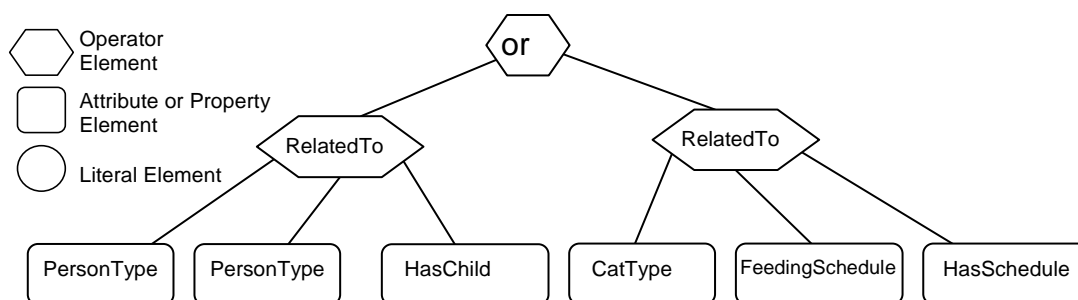 Operator
Element
Attribute or Property
Element
Literal Element
or
RelatedTo
RelatedTo
PersonType
PersonType
HasChild
CatType
FeedingSchedule
HasSchedule